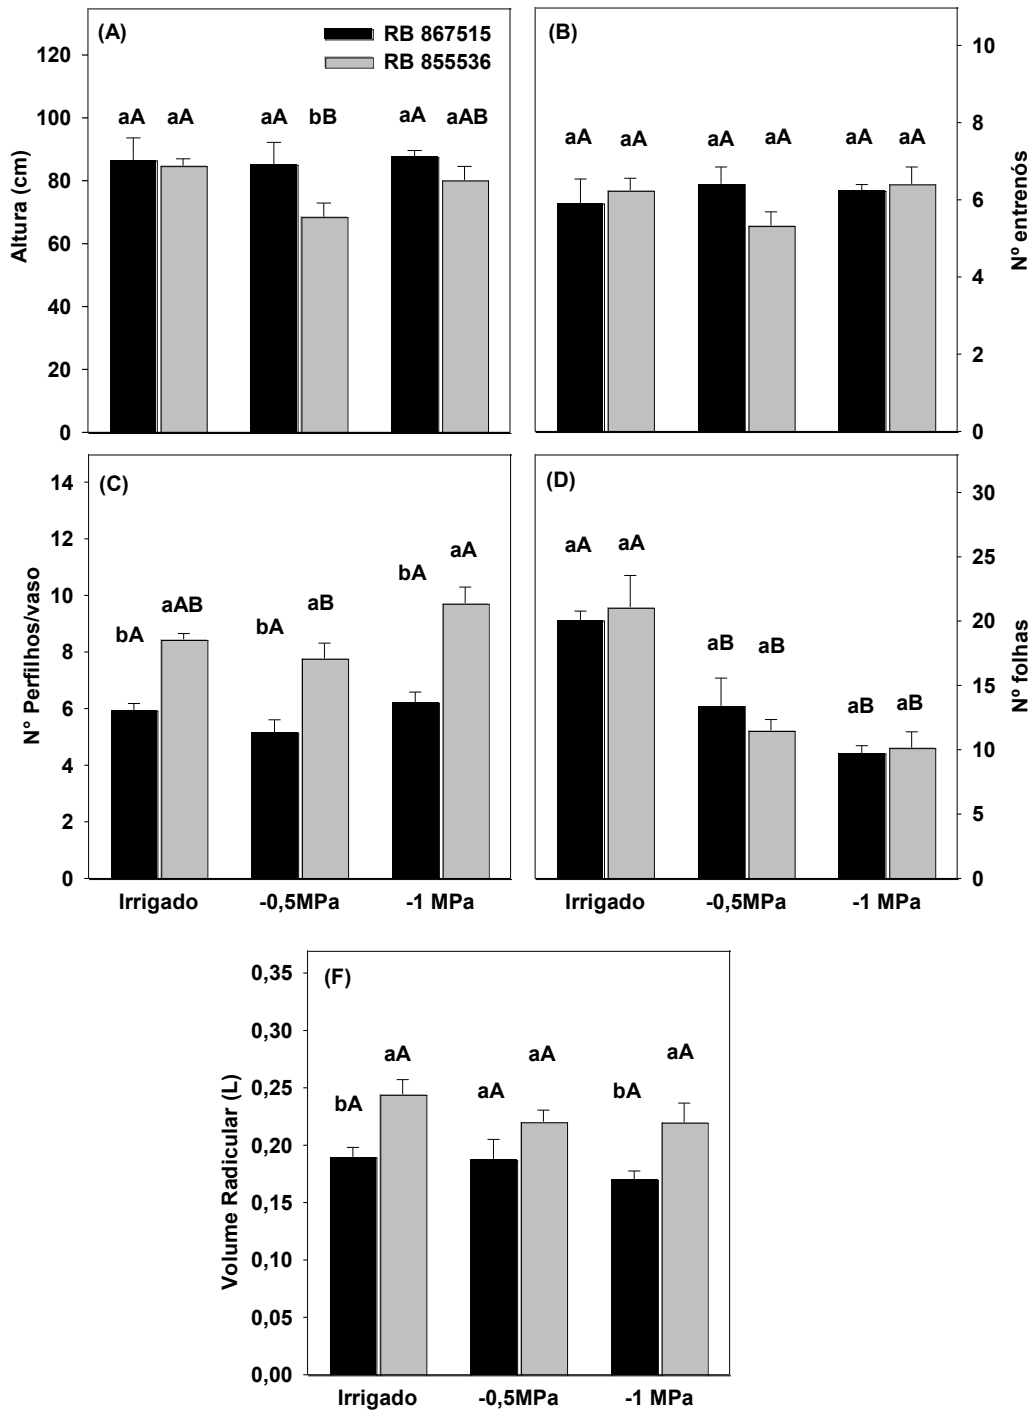 (A)
RB 867515
RB 855536
120
100
80
60
40
20
0
Altura (cm)
aA aA aA bB aA aAB
(B)
10
8
6
4
2
0
Nº entrenós
aA aA aA aA aA aA
(C)
14
12
10
8
6
4
2
0
N° Perfilhos/vaso
bA aAB bA aB bA aA
Irrigado -0,5MPa -1 MPa
(D)
30
25
20
15
10
5
0
Nº folhas
aA aA aB aB aB aB
Irrigado -0,5MPa -1 MPa
(F)
0,35
0,30
0,25
0,20
0,15
0,10
0,05
0,00
Volume Radicular (L)
bA aA aA aA bA aA
Irrigado -0,5MPa -1 MPa